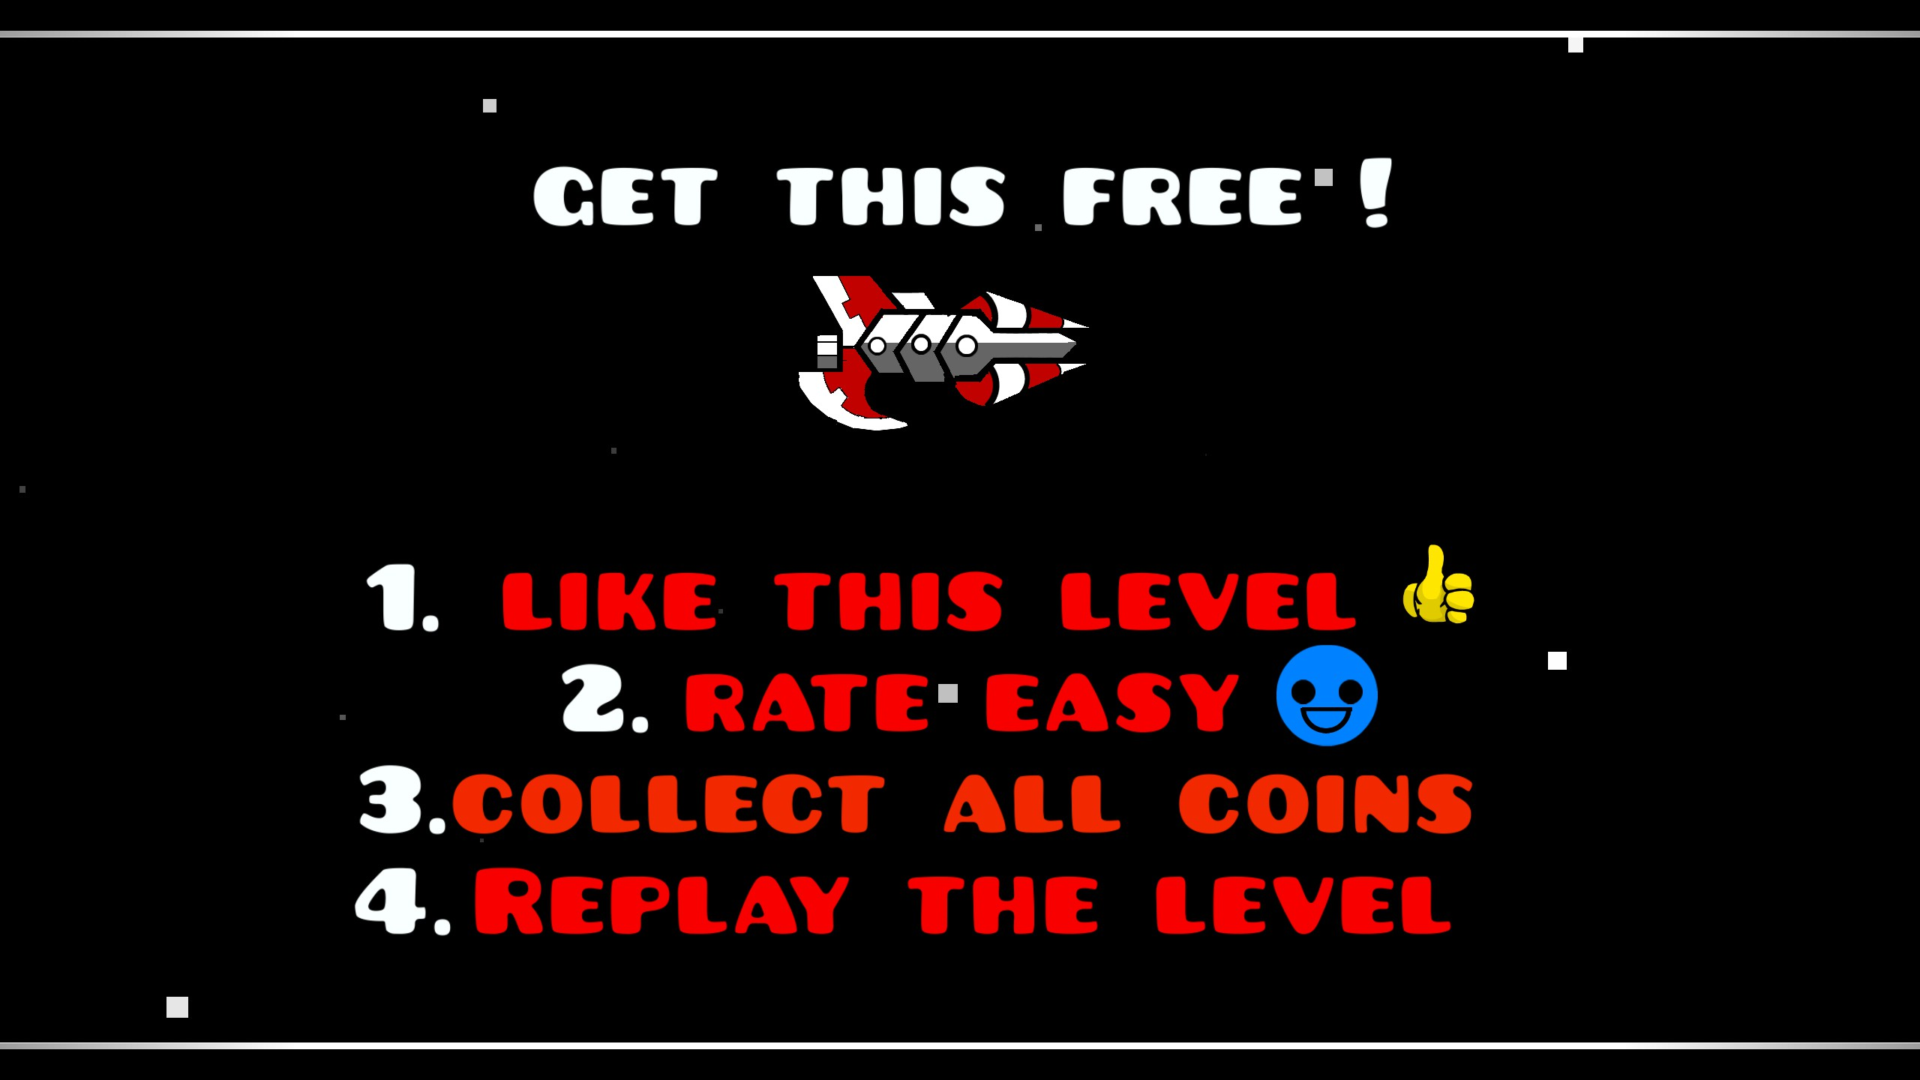 GET THIS FREE !
1. LIKE THIS LEVEL
2. RATE EASY
3.COLLECT ALL COINS
4. REPLAY THE LEVEL